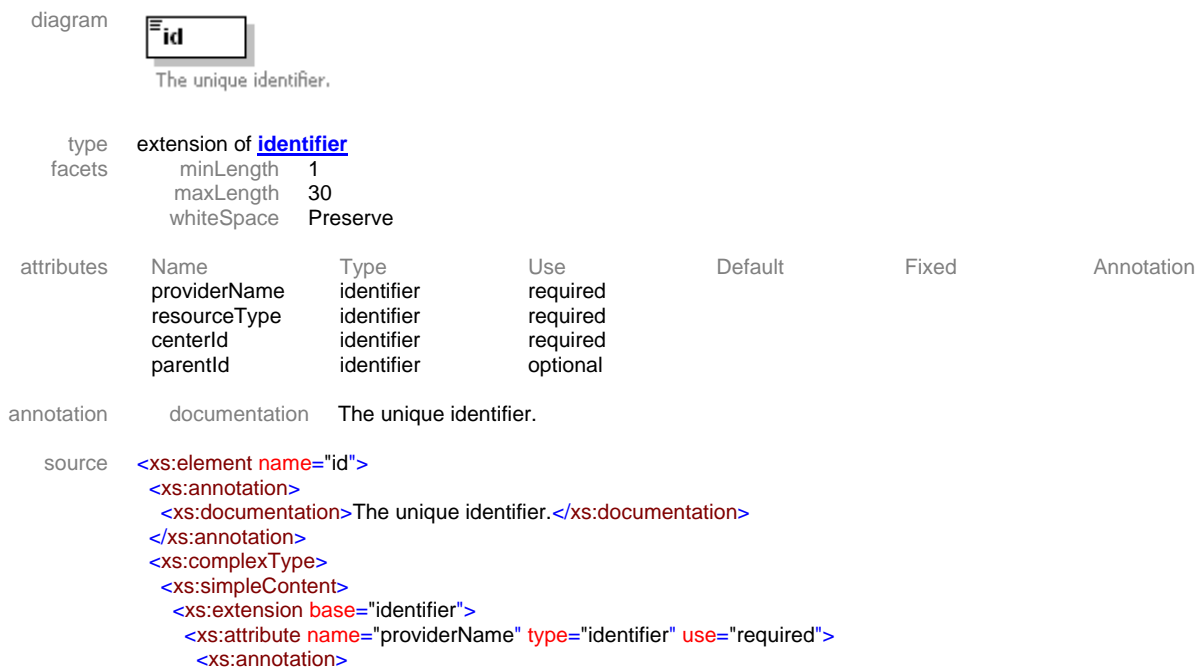 diagram
id
The unique identifier.
type extension of identifier
facets minLength 1
maxLength 30
whiteSpace Preserve
attributes Name Type Use Default Fixed Annotation
providerName identifier required
resourceType identifier required
centerId identifier required
parentId identifier optional
annotation documentation The unique identifier.
source <xs:element name="id">
<xs:annotation>
<xs:documentation>The unique identifier.</xs:documentation>
</xs:annotation>
<xs:complexType>
<xs:simpleContent>
<xs:extension base="identifier">
<xs:attribute name="providerName" type="identifier" use="required">
<xs:annotation>